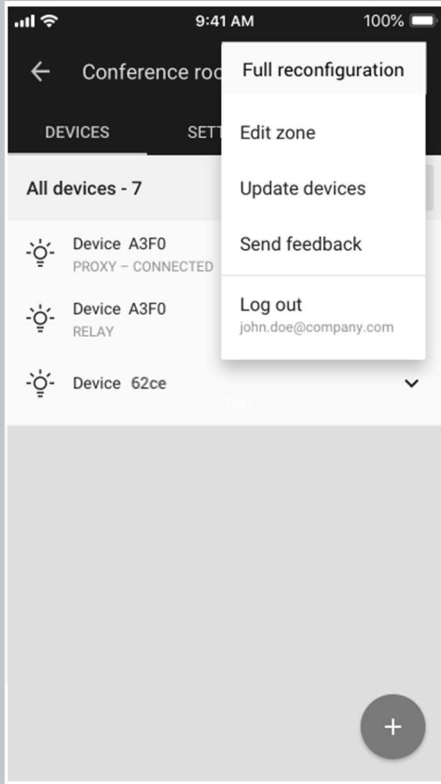 9:41 AM
100%
Conference roo
Full reconfiguration
DEVICES
SETT
Edit zone
Update devices
Send feedback
Log out
john.doe@company.com
All devices - 7
Device A3F0
PROXY – CONNECTED
Device A3F0
RELAY
Device 62ce